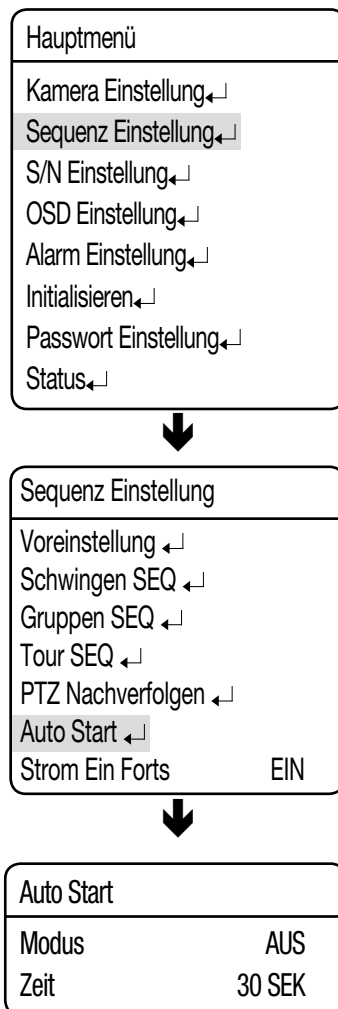 Hauptmenü
Kamera Einstellung↵
Sequenz Einstellung↵
S/N Einstellung↵
OSD Einstellung↵
Alarm Einstellung↵
Initialisieren↵
Passwort Einstellung↵
Status↵
Sequenz Einstellung
Voreinstellung ↵
Schwingen SEQ ↵
Gruppen SEQ ↵
Tour SEQ ↵
PTZ Nachverfolgen ↵
Auto Start ↵
Strom Ein Forts EIN
Auto Start
Modus AUS
Zeit 30 SEK